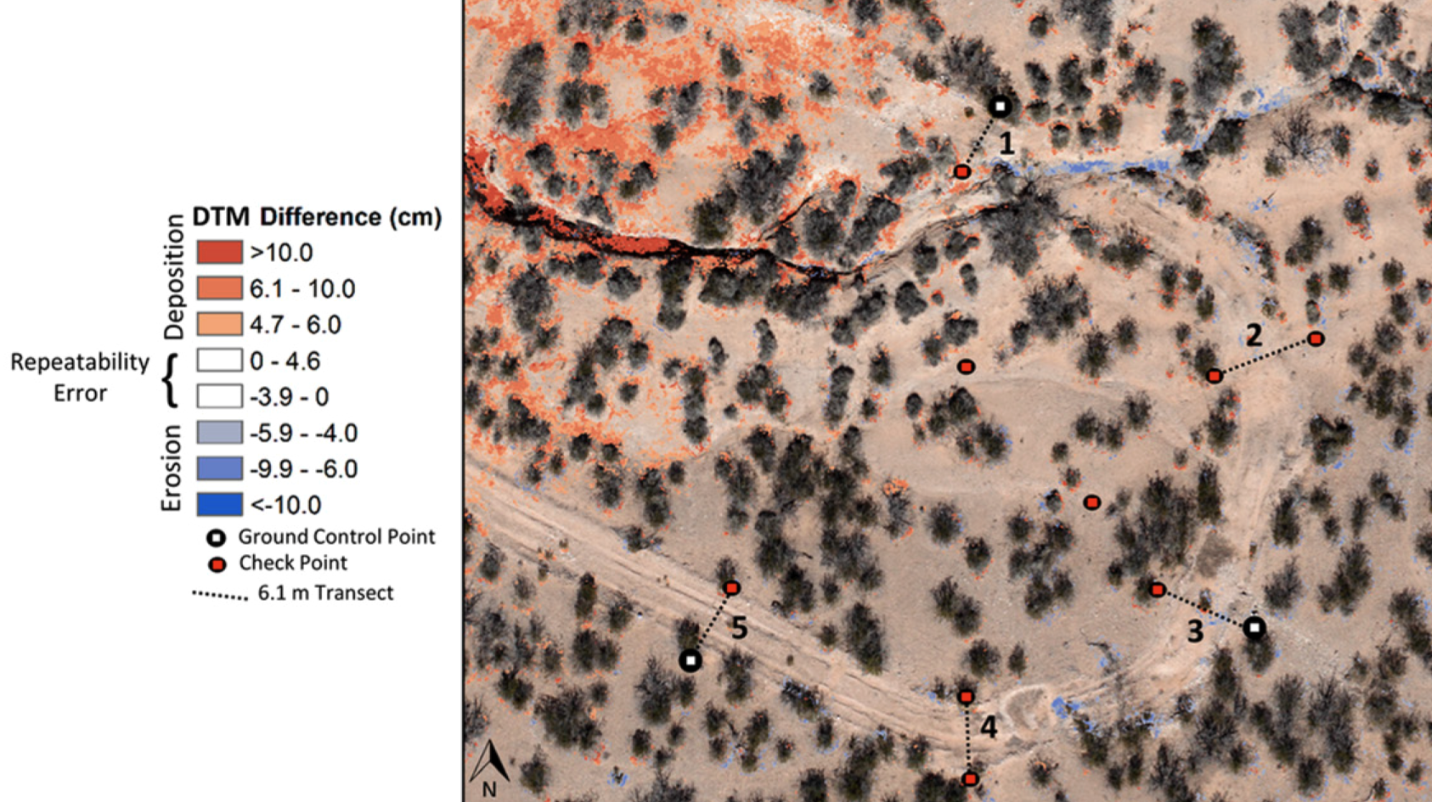 DTM Difference (cm)
Deposition
>10.0
6.1 - 10.0
4.7 - 6.0
Repeatability
Error
{
0 - 4.6
-3.9 - 0
Erosion
-5.9 - -4.0
-9.9 - -6.0
<-10.0
Ground Control Point
Check Point
6.1 m Transect
1
2
3
4
5
N